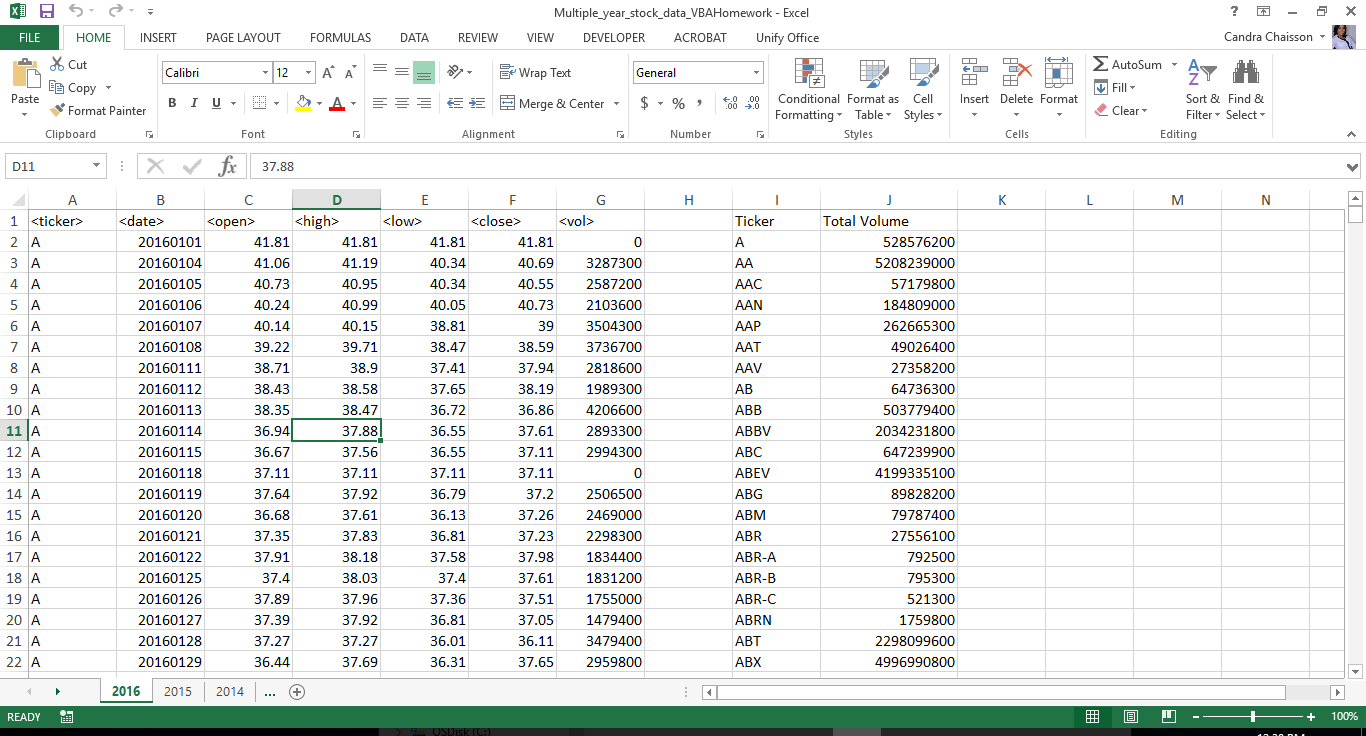 Multiple_year_stock_data_VBAHomework - Excel
FILE HOME INSERT PAGE LAYOUT FORMULAS DATA REVIEW VIEW DEVELOPER ACROBAT Unify Office Candra Chaisson
Paste Cut Copy Format Painter Calibri 12 B I U Wrap Text Merge & Center General $ % Conditional Formatting Format as Table Cell Styles Insert Delete Format AutoSum Fill Clear Sort & Filter Find & Select
Clipboard Font Alignment Number Styles Cells Editing
D11 fx 37.88
A B C D E F G H I J K L M N
1 <ticker> <date> <open> <high> <low> <close> <vol> Ticker Total Volume
2 A 20160101 41.81 41.81 41.81 41.81 0 A 528576200
3 A 20160104 41.06 41.19 40.34 40.69 3287300 AA 5208239000
4 A 20160105 40.73 40.95 40.34 40.55 2587200 AAC 57179800
5 A 20160106 40.24 40.99 40.05 40.73 2103600 AAN 184809000
6 A 20160107 40.14 40.15 38.81 39 3504300 AAP 262665300
7 A 20160108 39.22 39.71 38.47 38.59 3736700 AAT 49026400
8 A 20160111 38.71 38.9 37.41 37.94 2818600 AAV 27358200
9 A 20160112 38.43 38.58 37.65 38.19 1989300 AB 64736300
10 A 20160113 38.35 38.47 36.72 36.86 4206600 ABB 503779400
11 A 20160114 36.94 37.88 36.55 37.61 2893300 ABBV 2034231800
12 A 20160115 36.67 37.56 36.55 37.11 2994300 ABC 647239900
13 A 20160118 37.11 37.11 37.11 37.11 0 ABEV 4199335100
14 A 20160119 37.64 37.92 36.79 37.2 2506500 ABG 89828200
15 A 20160120 36.68 37.61 36.13 37.26 2469000 ABM 79787400
16 A 20160121 37.35 37.83 36.81 37.23 2298300 ABR 27556100
17 A 20160122 37.91 38.18 37.58 37.98 1834400 ABR-A 792500
18 A 20160125 37.4 38.03 37.4 37.61 1831200 ABR-B 795300
19 A 20160126 37.89 37.96 37.36 37.51 1755000 ABR-C 521300
20 A 20160127 37.39 37.92 36.81 37.05 1479400 ABRN 1759800
21 A 20160128 37.27 37.27 36.01 36.11 3479400 ABT 2298099600
22 A 20160129 36.44 37.69 36.31 37.65 2959800 ABX 4996990800
2016 2015 2014 ...
READY 100%
OSDisk (C:)